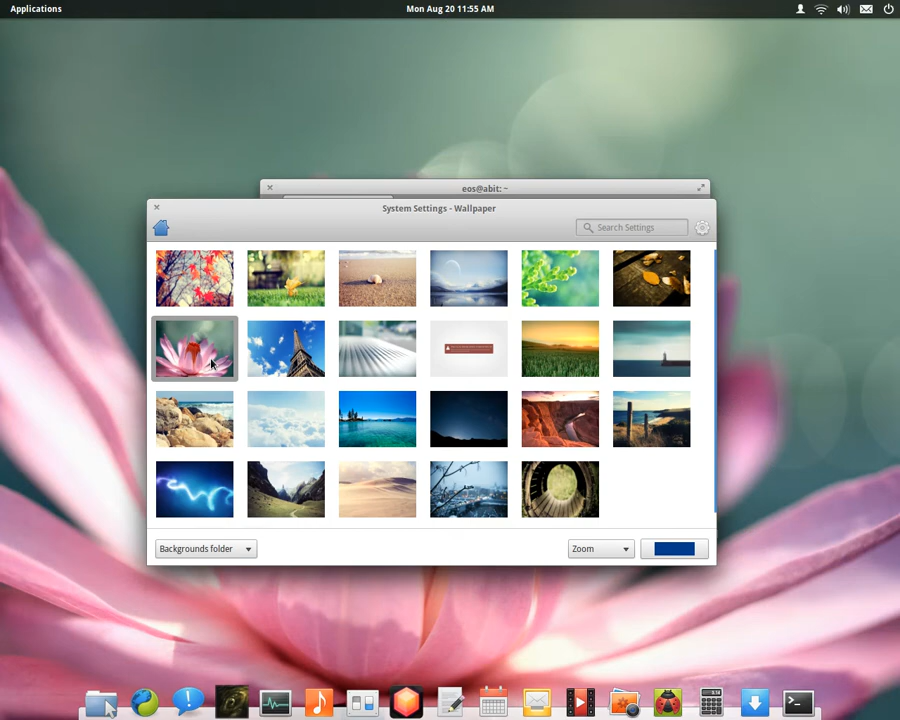 Applications
Mon Aug 20 11:55 AM
eos@abit: ~
System Settings - Wallpaper
Search Settings
Backgrounds folder
Zoom